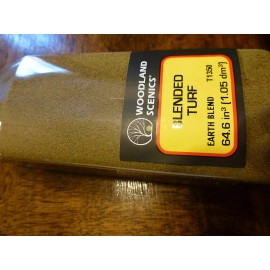 WOODLAND
SCENICS®
BLENDED
TURF
EARTH BLEND T1350
64.6 in³ [1.05 dm³]